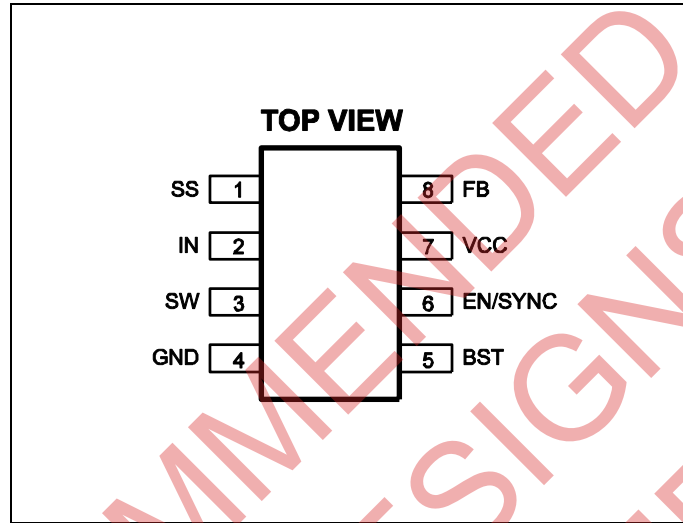 TOP VIEW
SS 1 8 FB
IN 2 7 VCC
SW 3 6 EN/SYNC
GND 4 5 BST
MMENDED
ESIGNS